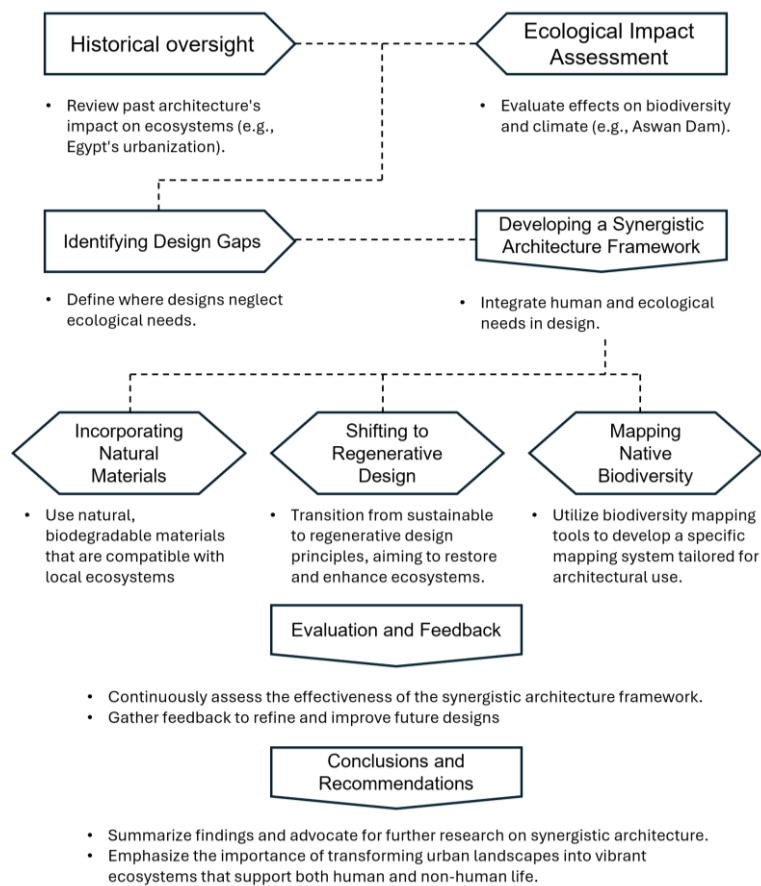 Historical oversight
Ecological Impact
Assessment
• Review past architecture's
impact on ecosystems (e.g.,
Egypt's urbanization).
• Evaluate effects on biodiversity
and climate (e.g., Aswan Dam).
Identifying Design Gaps
Developing a Synergistic
Architecture Framework
• Define where designs neglect
ecological needs.
• Integrate human and ecological
needs in design.
Incorporating
Natural
Materials
Shifting to
Regenerative
Design
Mapping
Native
Biodiversity
• Use natural,
biodegradable materials
that are compatible with
local ecosystems
• Transition from sustainable
to regenerative design
principles, aiming to restore
and enhance ecosystems.
• Utilize biodiversity mapping
tools to develop a specific
mapping system tailored for
architectural use.
Evaluation and Feedback
• Continuously assess the effectiveness of the synergistic architecture framework.
• Gather feedback to refine and improve future designs
Conclusions and
Recommendations
• Summarize findings and advocate for further research on synergistic architecture.
• Emphasize the importance of transforming urban landscapes into vibrant
ecosystems that support both human and non-human life.